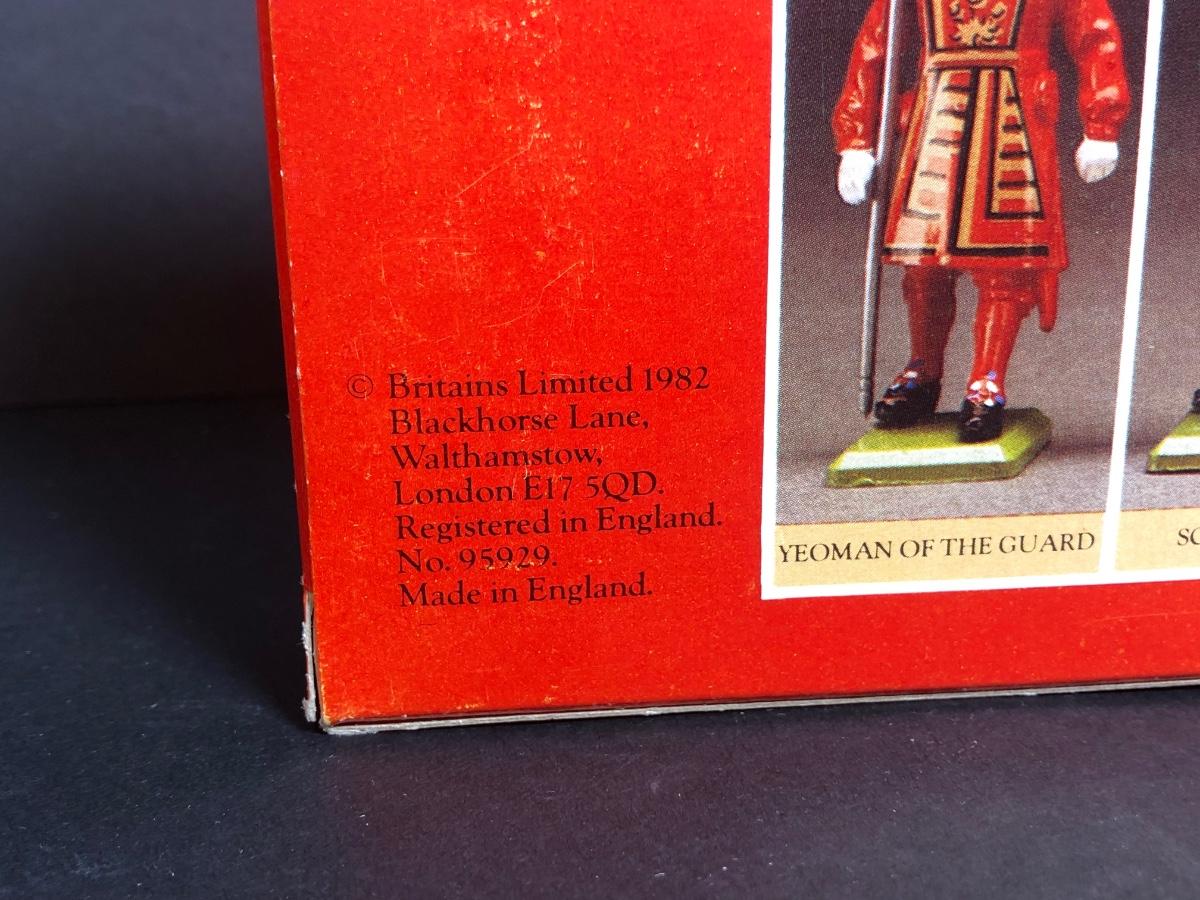 © Britains Limited 1982
Blackhorse Lane,
Walthamstow,
London E17 5QD.
Registered in England.
No. 95929.
Made in England.
YEOMAN OF THE GUARD